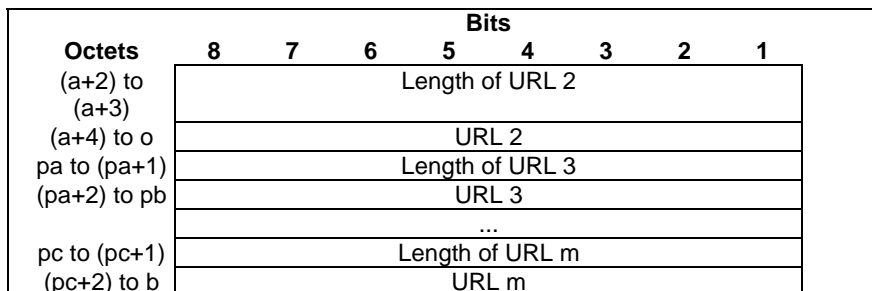 Bits
Octets 8 7 6 5 4 3 2 1
(a+2) to Length of URL 2
(a+3)
(a+4) to o URL 2
pa to (pa+1) Length of URL 3
(pa+2) to pb URL 3
...
pc to (pc+1) Length of URL m
(pc+2) to b URL m